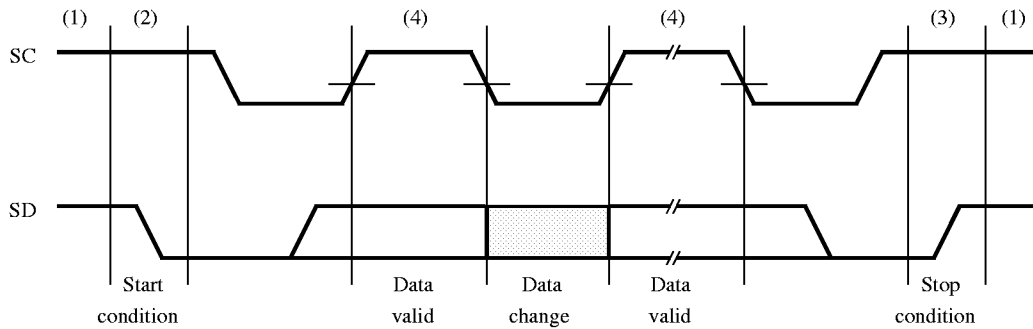 (1) (2) (4) (4) (3) (1)
SC
SD
Start Data Data Data Stop
condition valid change valid condition